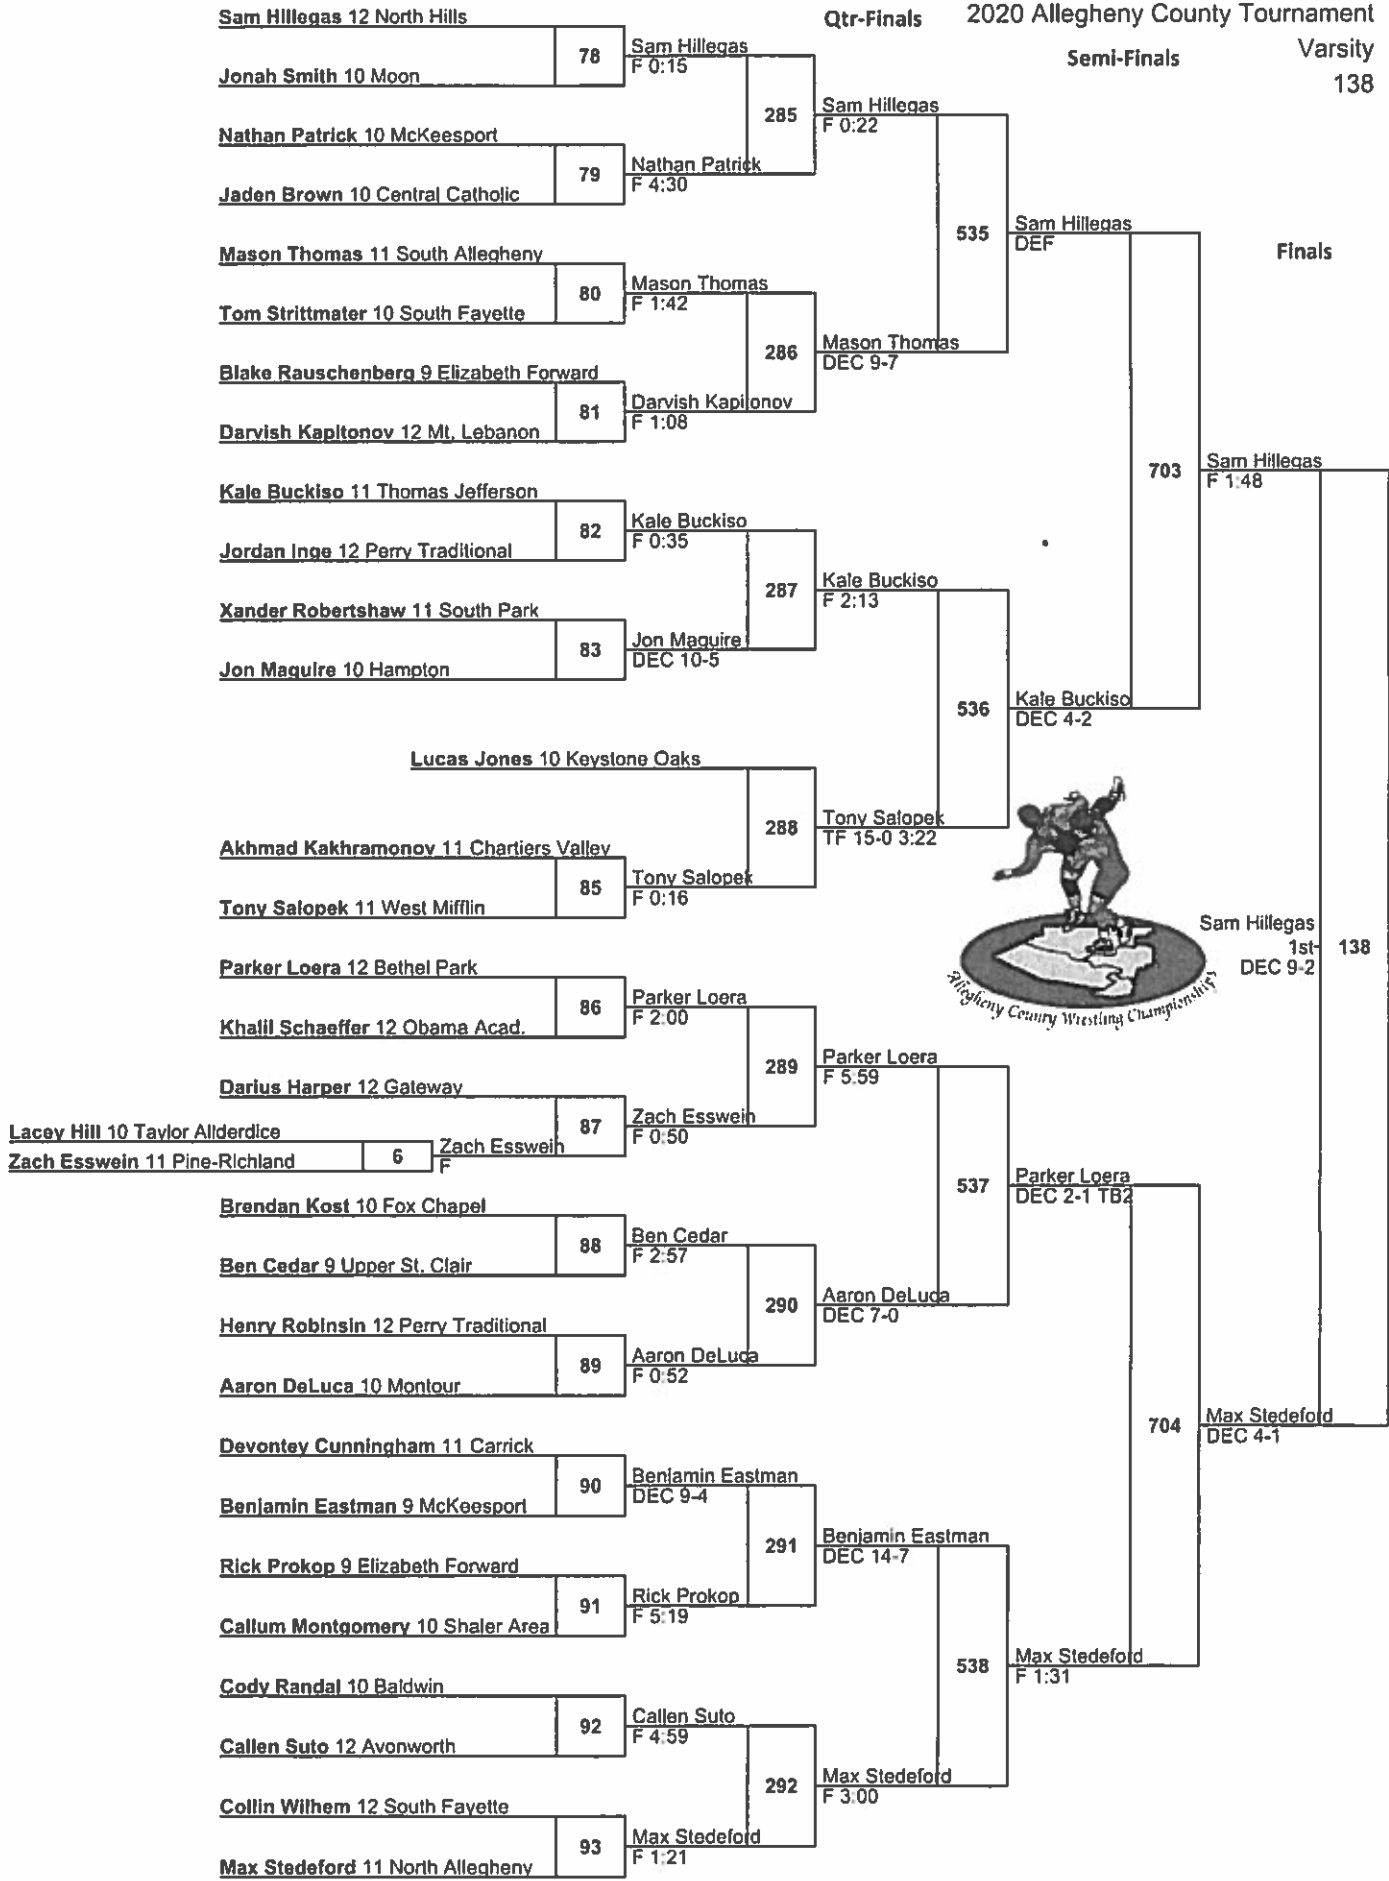 Sam Hillegas 12 North Hills
Qtr-Finals
2020 Allegheny County Tournament
Varsity
138
Semi-Finals
78
Sam Hillegas
F 0:15
Jonah Smith 10 Moon
285
Sam Hillegas
F 0:22
Nathan Patrick 10 McKeesport
79
Nathan Patrick
F 4:30
Jaden Brown 10 Central Catholic
535
Sam Hillegas
DEF
Finals
Mason Thomas 11 South Allegheny
80
Mason Thomas
F 1:42
Tom Strittmater 10 South Fayette
286
Mason Thomas
DEC 9-7
Blake Rauschenberg 9 Elizabeth Forward
81
Darvish Kapitonov
F 1:08
Darvish Kapitonov 12 Mt. Lebanon
703
Sam Hillegas
F 1:48
Kale Buckiso 11 Thomas Jefferson
82
Kale Buckiso
F 0:35
Jordan Inge 12 Perry Traditional
287
Kale Buckiso
F 2:13
Xander Robertshaw 11 South Park
83
Jon Maguire
DEC 10-5
Jon Maguire 10 Hampton
536
Kale Buckiso
DEC 4-2
Lucas Jones 10 Keystone Oaks
288
Tony Salopek
TF 15-0 3:22
Akhmad Kakhramonov 11 Chartiers Valley
85
Tony Salopek
F 0:16
Tony Salopek 11 West Mifflin
Sam Hillegas
1st
DEC 9-2
138
Allegheny County Wrestling Championships
Parker Loera 12 Bethel Park
86
Parker Loera
F 2:00
Khalil Schaeffer 12 Obama Acad.
289
Parker Loera
F 5:59
Darius Harper 12 Gateway
87
Zach Esswein
F 0:50
Lacey Hill 10 Taylor Allderdice
6
Zach Esswein
F
Zach Esswein 11 Pine-Richland
537
Parker Loera
DEC 2-1 TB2
Brendan Kost 10 Fox Chapel
88
Ben Cedar
F 2:57
Ben Cedar 9 Upper St. Clair
290
Aaron DeLuca
DEC 7-0
Henry Robinsin 12 Perry Traditional
89
Aaron DeLuca
F 0:52
Aaron DeLuca 10 Montour
704
Max Stedeford
DEC 4-1
Devontey Cunningham 11 Carrick
90
Benjamin Eastman
DEC 9-4
Benjamin Eastman 9 McKeesport
291
Benjamin Eastman
DEC 14-7
Rick Prokop 9 Elizabeth Forward
91
Rick Prokop
F 5:19
Callum Montgomery 10 Shaler Area
538
Max Stedeford
F 1:31
Cody Randal 10 Baldwin
92
Callen Suto
F 4:59
Callen Suto 12 Avonworth
292
Max Stedeford
F 3:00
Collin Wilhem 12 South Fayette
93
Max Stedeford
F 1:21
Max Stedeford 11 North Allegheny